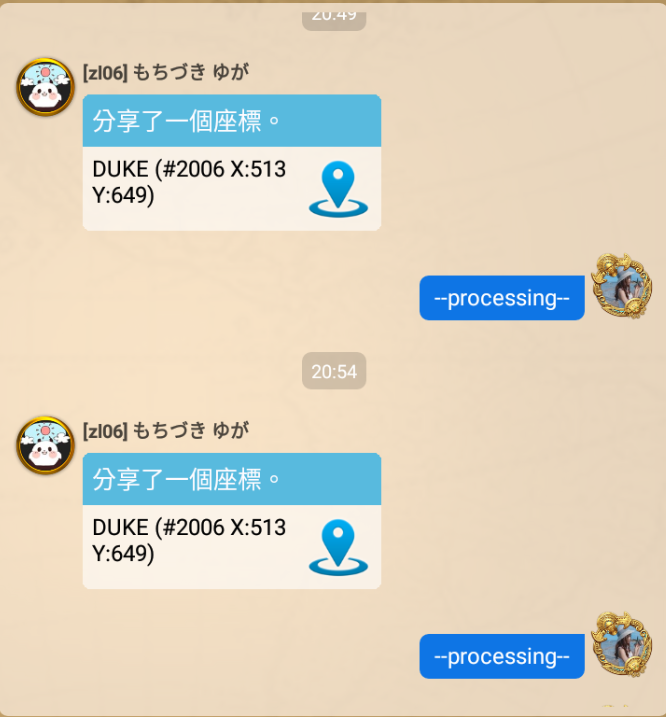 20:49
[zl06] もちづき ゆが
分享了一個座標。
DUKE (#2006 X:513
Y:649)
--processing--
20:54
[zl06] もちづき ゆが
分享了一個座標。
DUKE (#2006 X:513
Y:649)
--processing--